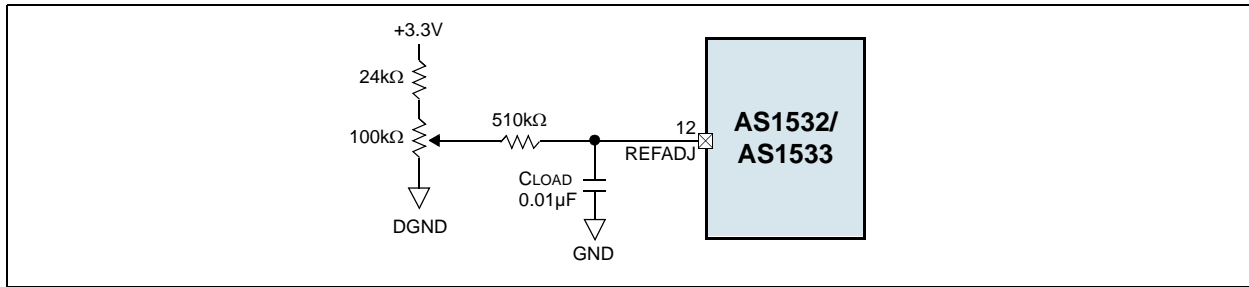 +3.3V
24kΩ
100kΩ
510kΩ
12
REFADJ
AS1532/
AS1533
CLOAD
0.01µF
DGND
GND